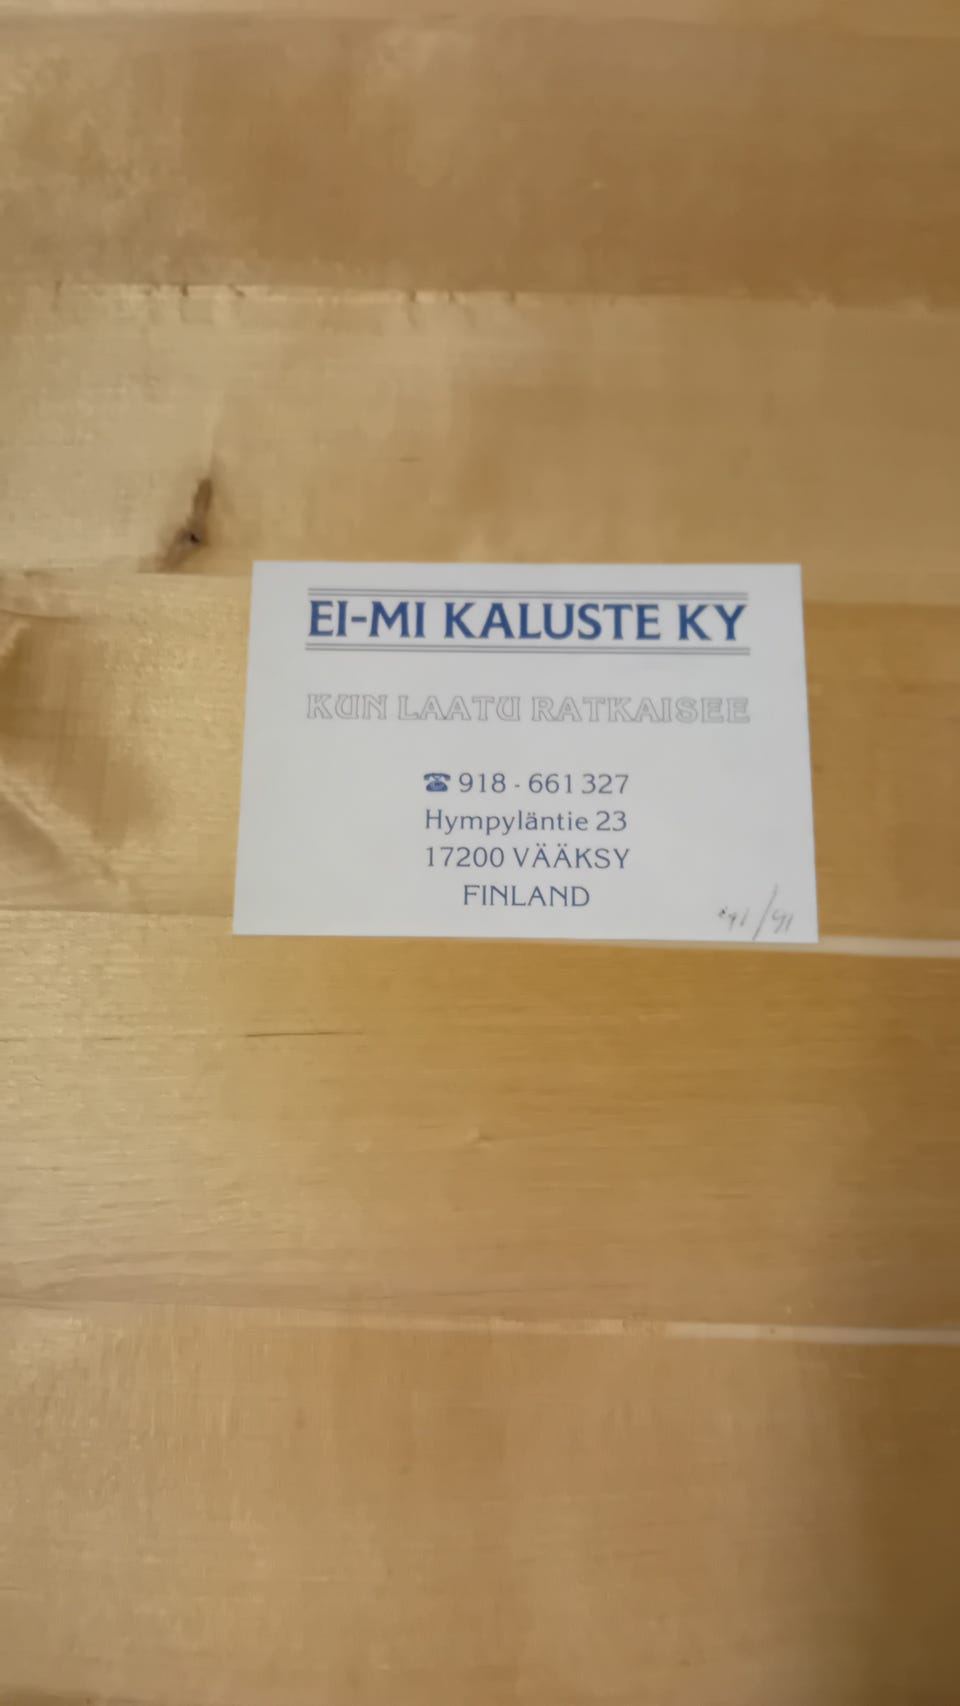 EI-MI KALUSTE KY
KUN LAATU RATKAISEE
☎ 918 - 661 327
Hympyläntie 23
17200 VÄÄKSY
FINLAND